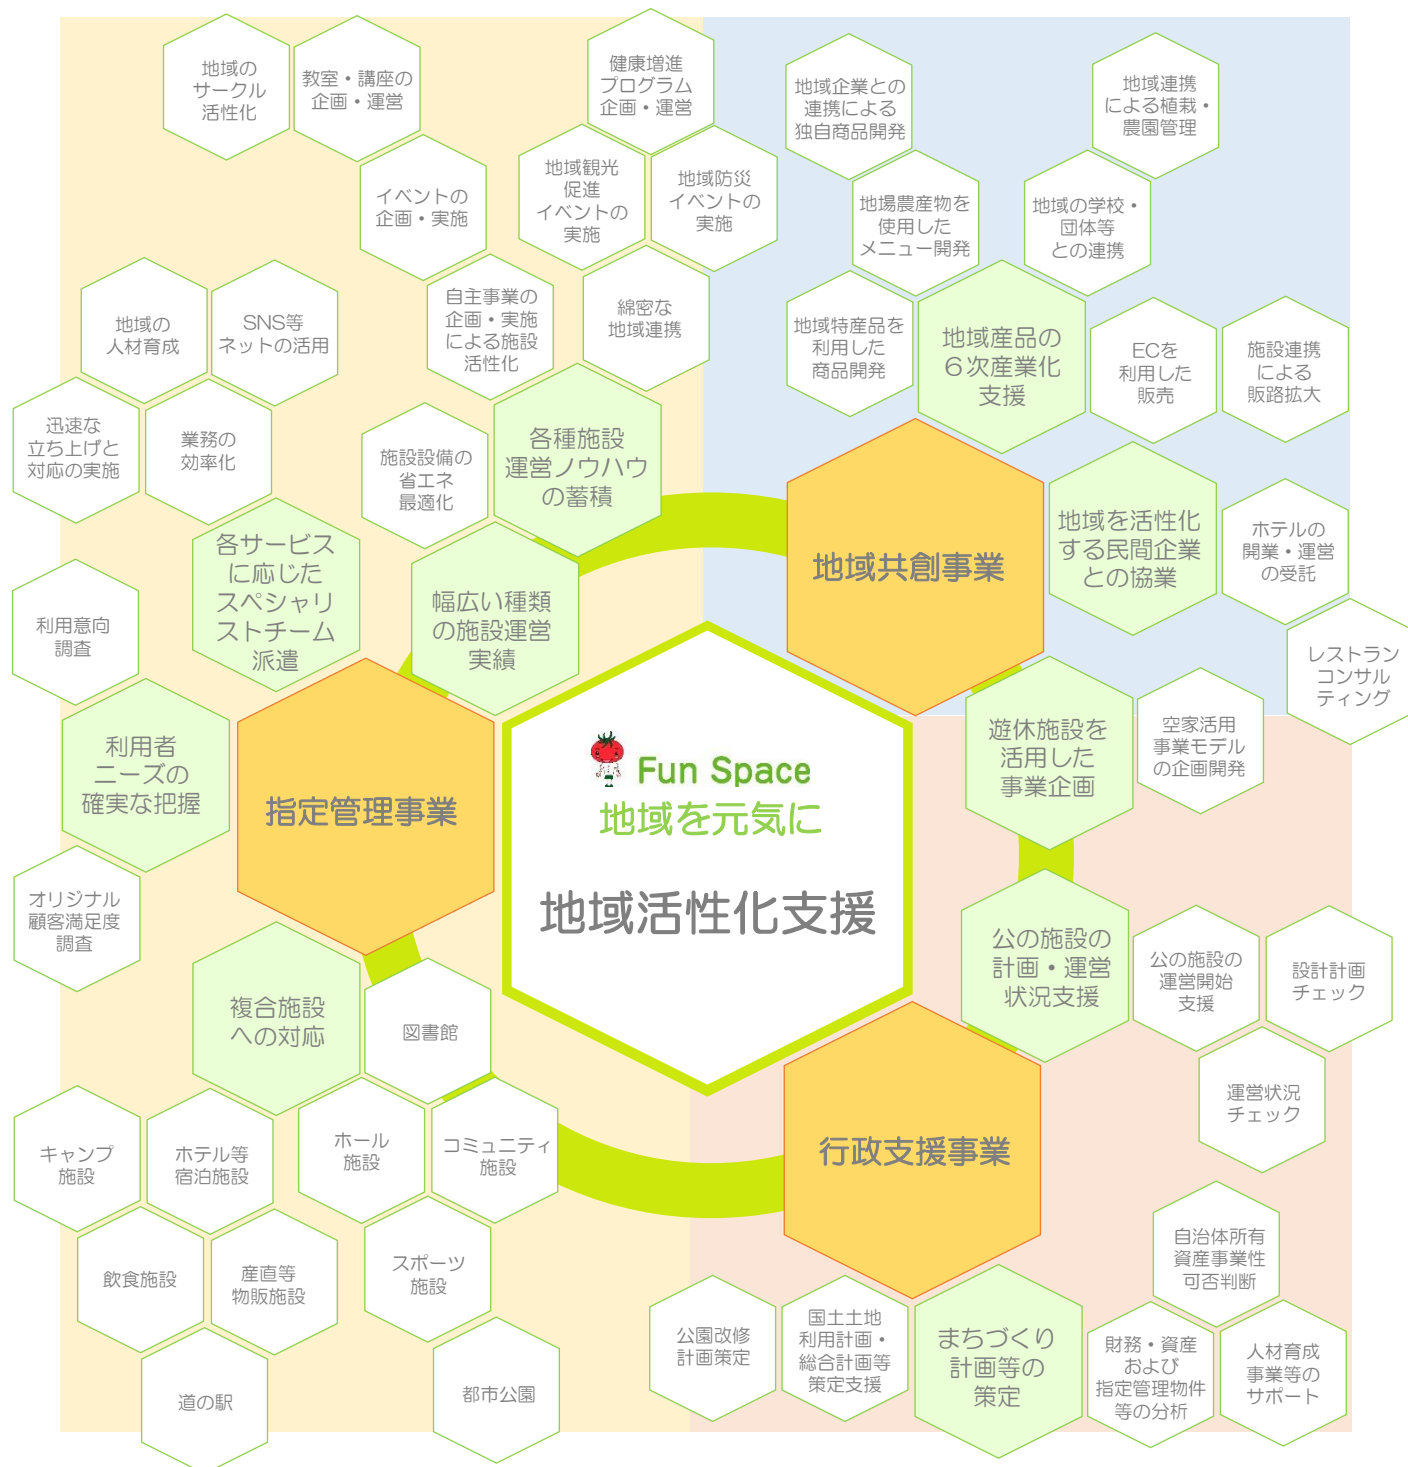 地域の
サークル
活性化
教室・講座の
企画・運営
健康増進
プログラム
企画・運営
イベントの
企画・実施
地域観光
促進
イベントの
実施
地域防災
イベントの
実施
自主事業の
企画・実施
による施設
活性化
綿密な
地域連携
地域の
人材育成
SNS等
ネットの活用
迅速な
立ち上げと
対応の実施
業務の
効率化
施設設備の
省エネ
最適化
各種施設
運営ノウハウ
の蓄積
各サービス
に応じた
スペシャリ
ストチーム
派遣
幅広い種類
の施設運営
実績
利用意向
調査
利用者
ニーズの
確実な把握
オリジナル
顧客満足度
調査
指定管理事業
複合施設
への対応
図書館
キャンプ
施設
ホテル等
宿泊施設
ホール
施設
コミュニティ
施設
飲食施設
産直等
物販施設
スポーツ
施設
道の駅
都市公園
地域企業との
連携による
独自商品開発
地域連携
による植栽・
農園管理
地場農産物を
使用した
メニュー開発
地域の学校・
団体等
との連携
地域特産品を
利用した
商品開発
地域産品の
６次産業化
支援
ECを
利用した
販売
施設連携
による
販路拡大
地域共創事業
地域を活性化
する民間企業
との協業
ホテルの
開業・運営
の受託
レストラン
コンサル
ティング
遊休施設を
活用した
事業企画
空家活用
事業モデル
の企画開発
Fun Space
地域を元気に
地域活性化支援
公の施設の
計画・運営
状況支援
公の施設の
運営開始
支援
設計計画
チェック
運営状況
チェック
行政支援事業
自治体所有
資産事業性
可否判断
公園改修
計画策定
国土土地
利用計画・
総合計画等
策定支援
まちづくり
計画等の
策定
財務・資産
および
指定管理物件
等の分析
人材育成
事業等の
サポート